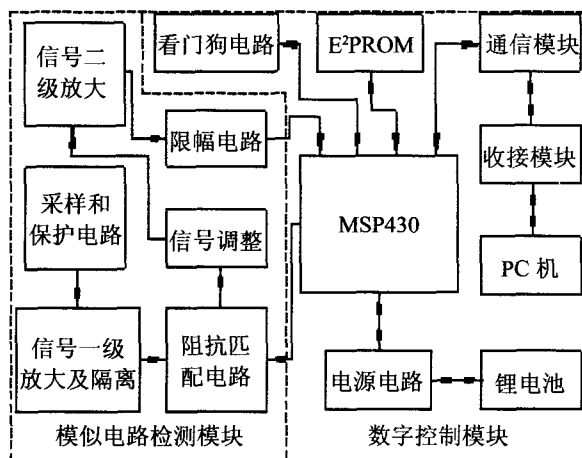 信号二
级放大
看门狗电路
E²PROM
通信模块
限幅电路
收接模块
采样和
保护电路
信号调整
MSP430
PC 机
信号一级
放大及隔离
阻抗匹
配电路
电源电路
锂电池
模似电路检测模块
数字控制模块